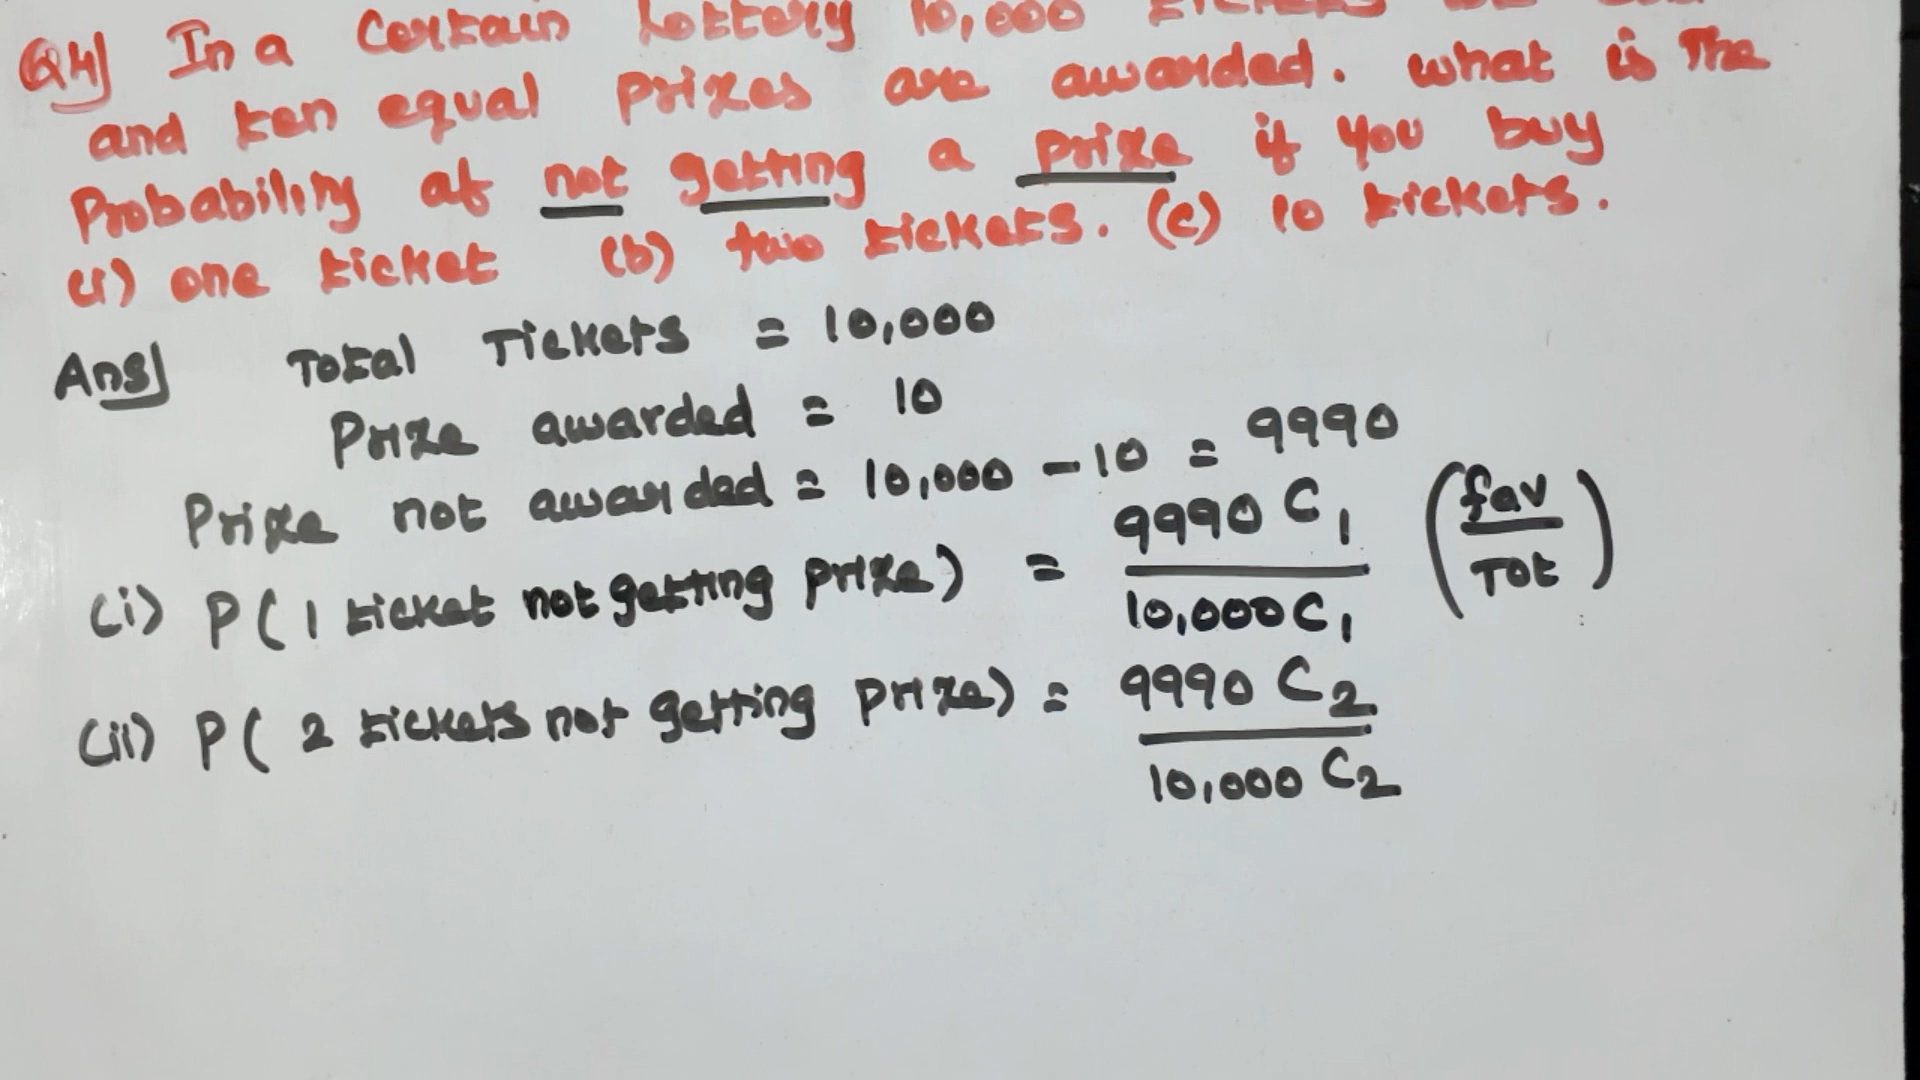 Q4) In a Certain Lottery 10,000
and ten equal prizes are awarded. what is The
Probability of not getting a prize if you buy
(a) one ticket (b) two tickets. (c) 10 tickets.
Ans) Total Tickets = 10,000
Prize awarded = 10
Prize not awarded = 10,000 - 10 = 9990
(i) P( 1 ticket not getting prize) = 9990 C1 / 10,000 C1 (fav / Tot)
(ii) P( 2 tickets not getting prize) = 9990 C2 / 10,000 C2